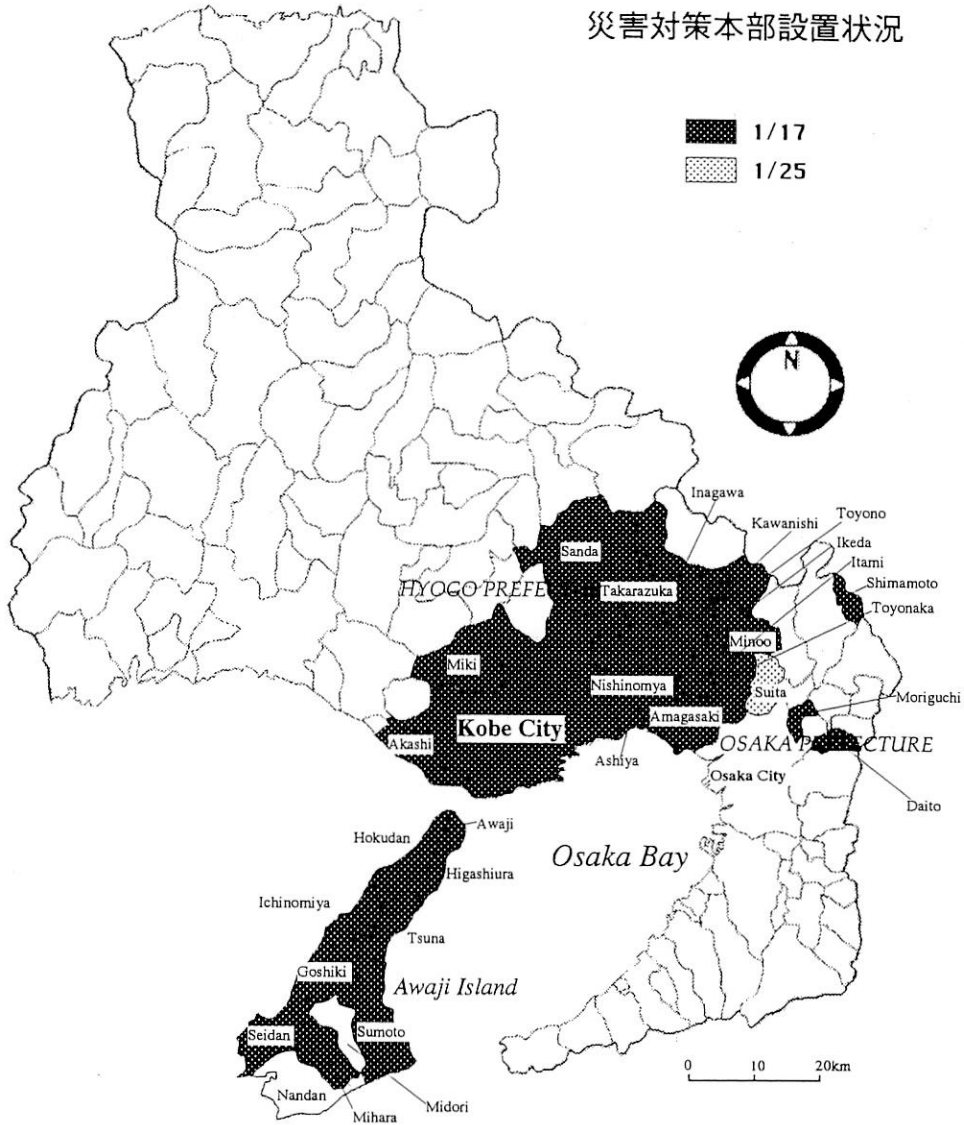 災害対策本部設置状況
1/17
1/25
N
Inagawa
Kawanishi
Toyono
Ikeda
Itami
Shimamoto
Toyonaka
Sanda
HYOGO PREFE
Takarazuka
Minoo
Miki
Nishinomya
Suita
Moriguchi
Amagasaki
Kobe City
Akashi
Ashiya
OSAKA P
ECTURE
Osaka City
Daito
Awaji
Hokudan
Osaka Bay
Higashiura
Ichinomiya
Tsuna
Goshiki
Awaji Island
Seidan
Sumoto
Nandan
Midori
Mihara
0 10 20km